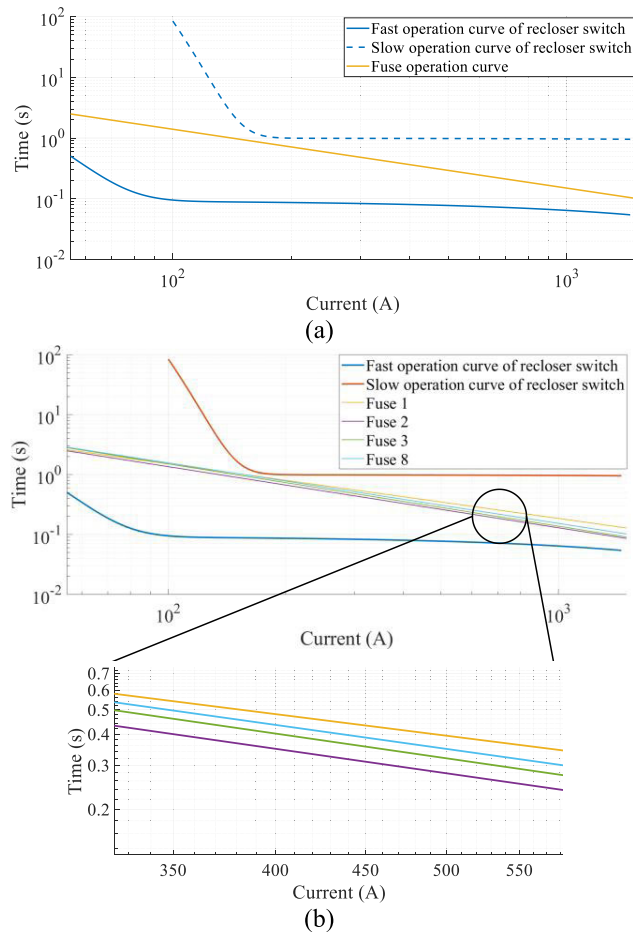 10^2
10^1
10^0
10^-1
10^-2
Time (s)
Fast operation curve of recloser switch
Slow operation curve of recloser switch
Fuse operation curve
10^2
10^3
Current (A)
(a)
10^2
10^1
10^0
10^-1
10^-2
Time (s)
Fast operation curve of recloser switch
Slow operation curve of recloser switch
Fuse 1
Fuse 2
Fuse 3
Fuse 8
10^2
10^3
Current (A)
0.7
0.6
0.5
0.4
0.3
0.2
Time (s)
350
400
450
500
550
Current (A)
(b)